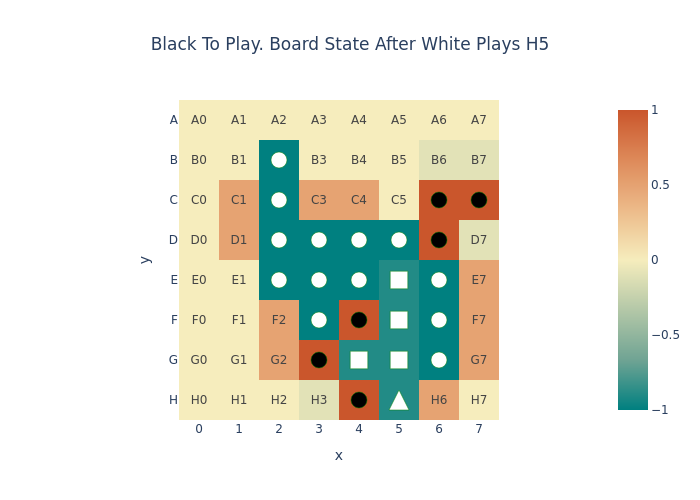 Black To Play. Board State After White Plays H5
A A0 A1 A2 A3 A4 A5 A6 A7
B B0 B1 B3 B4 B5 B6 B7
C C0 C1 C3 C4 C5
D D0 D1 D7
E E0 E1 E7
F F0 F1 F2 F7
G G0 G1 G2 G7
H H0 H1 H2 H3 H6 H7
0 1 2 3 4 5 6 7
x
y
1
0.5
0
−0.5
−1